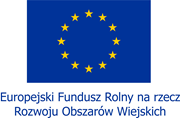 Europejski Fundusz Rolny na rzecz
Rozwoju Obszarów Wiejskich